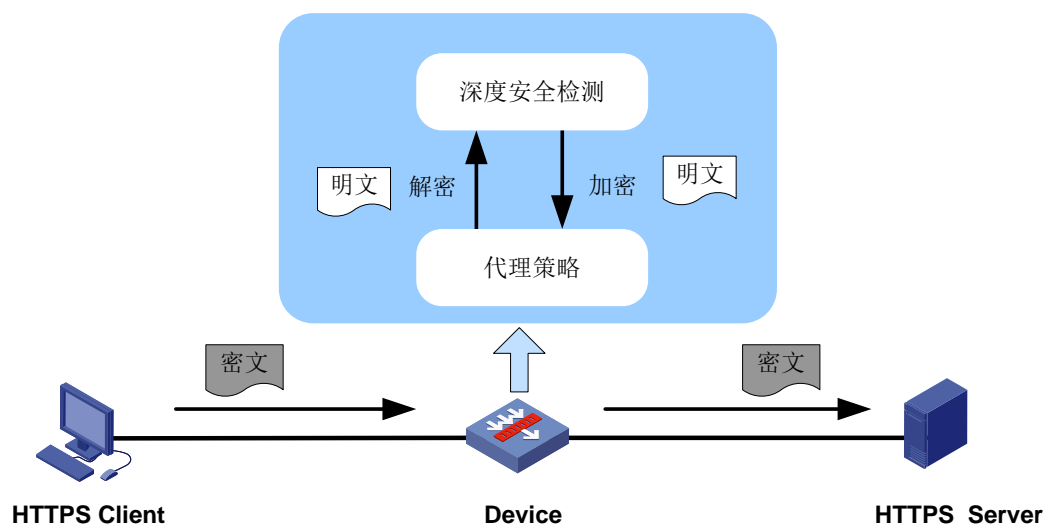 深度安全检测
明文
解密
加密
明文
代理策略
密文
密文
HTTPS Client
Device
HTTPS Server